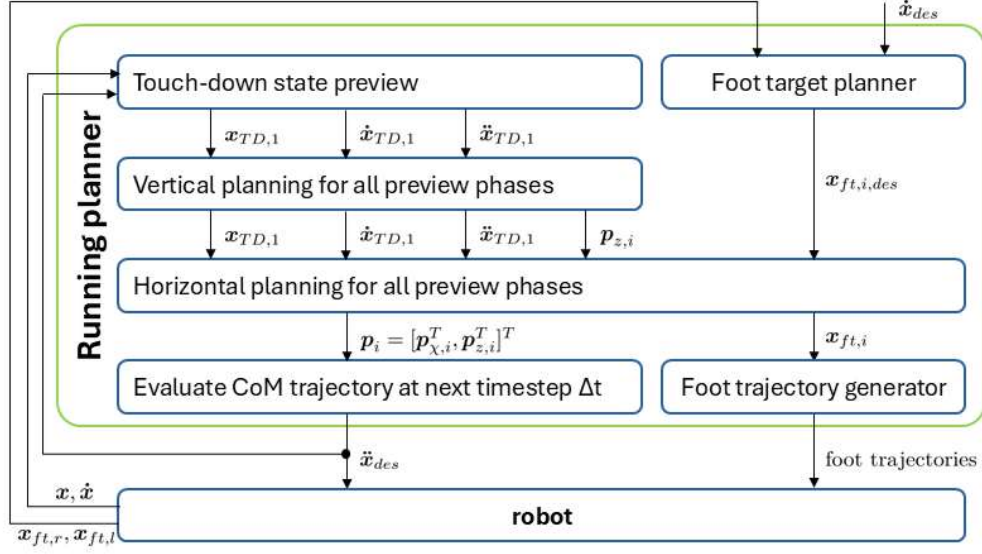 ẋ_des
Running planner
Touch-down state preview
Foot target planner
x_TD,1
ẋ_TD,1
ẍ_TD,1
x_ft,i,des
Vertical planning for all preview phases
x_TD,1
ẋ_TD,1
ẍ_TD,1
p_z,i
Horizontal planning for all preview phases
p_i = [p_χ,i^T, p_z,i^T]^T
x_ft,i
Evaluate CoM trajectory at next timestep Δt
Foot trajectory generator
ẍ_des
foot trajectories
x, ẋ
robot
x_ft,r, x_ft,l